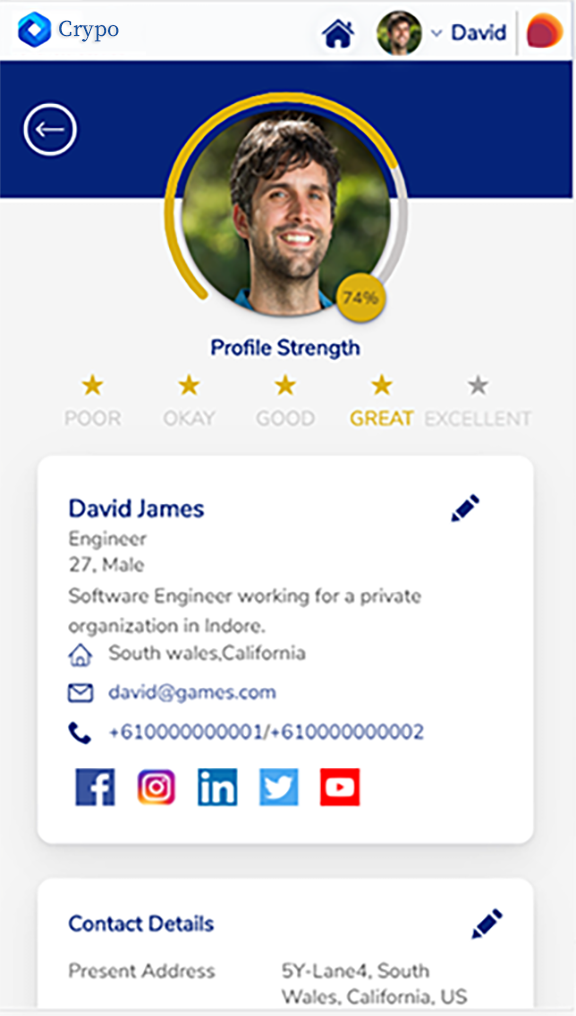 Crypo
David
74%
Profile Strength
POOR OKAY GOOD GREAT EXCELLENT
David James
Engineer
27, Male
Software Engineer working for a private
organization in Indore.
South wales,California
david@games.com
+610000000001/+610000000002
Contact Details
Present Address 5Y-Lane4, South
Wales, California, US